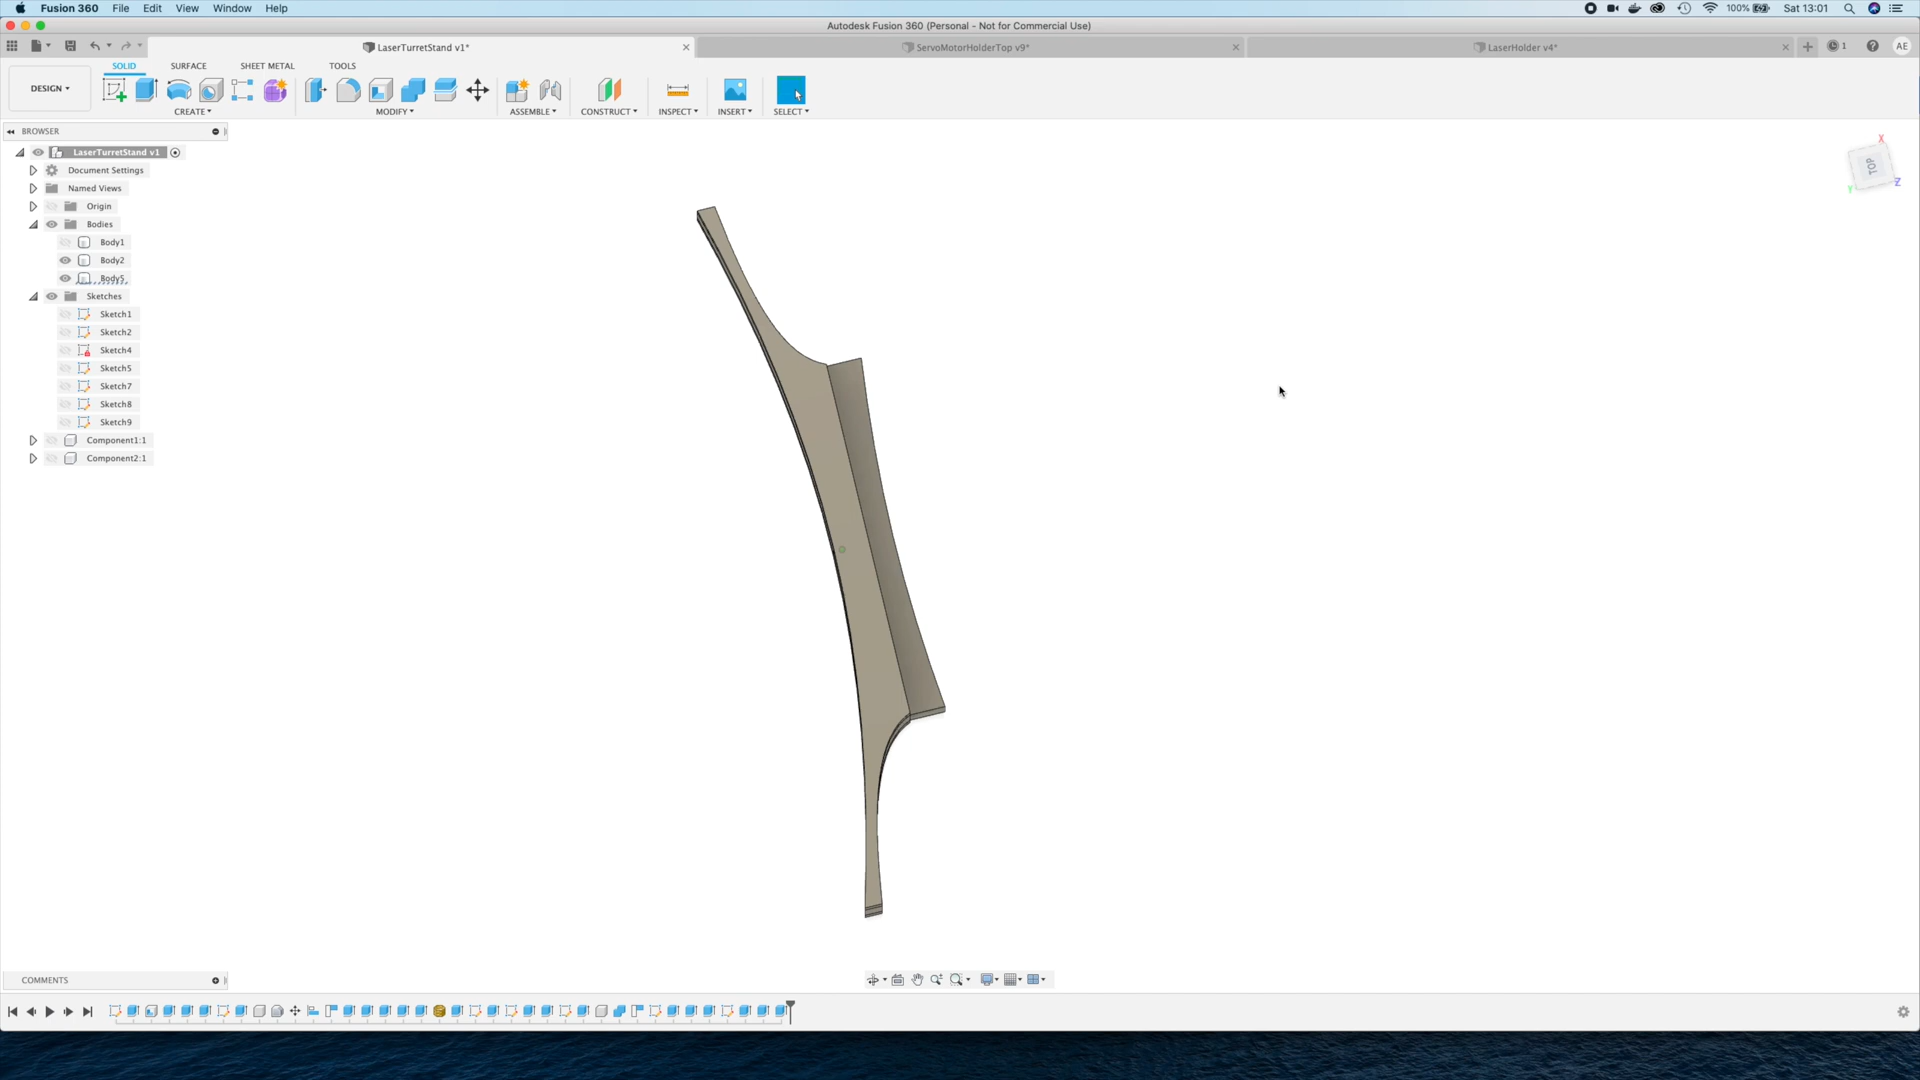 Fusion 360 File Edit View Window Help 100% Sat 13:01
Autodesk Fusion 360 (Personal - Not for Commercial Use)
LaserTurretStand v1* ServoMotorHolderTop v9* LaserHolder v4* 1 AE
SOLID SURFACE SHEET METAL TOOLS
DESIGN
CREATE MODIFY ASSEMBLE CONSTRUCT INSPECT INSERT SELECT
BROWSER
LaserTurretStand v1
Document Settings
Named Views
Origin
Bodies
Body1
Body2
Body5
Sketches
Sketch1
Sketch2
Sketch4
Sketch5
Sketch7
Sketch8
Sketch9
Component1:1
Component2:1
X
TOP
Y Z
COMMENTS